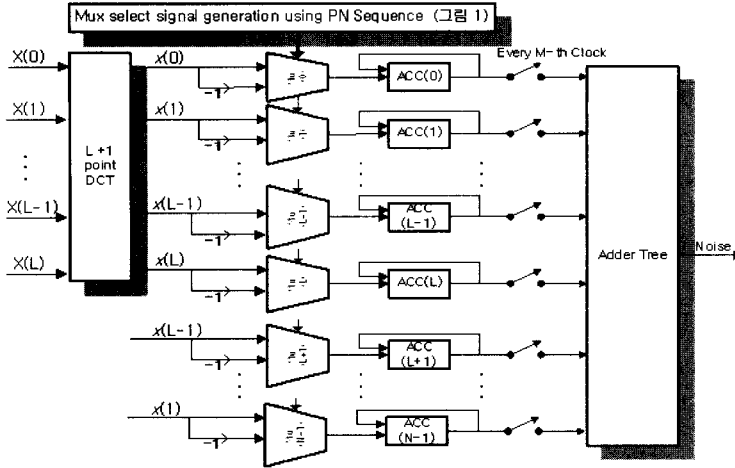 Mux select signal generation using PN Sequence (그림 1)
X(0)
x(0)
-1
ACC(0)
Every M-th Clock
X(1)
x(1)
-1
ACC(1)
L+1
point
DCT
X(L-1)
x(L-1)
-1
ACC
(L-1)
X(L)
x(L)
-1
ACC(L)
Adder Tree
Noise
x(L-1)
-1
ACC
(L+1)
x(1)
-1
ACC
(N-1)